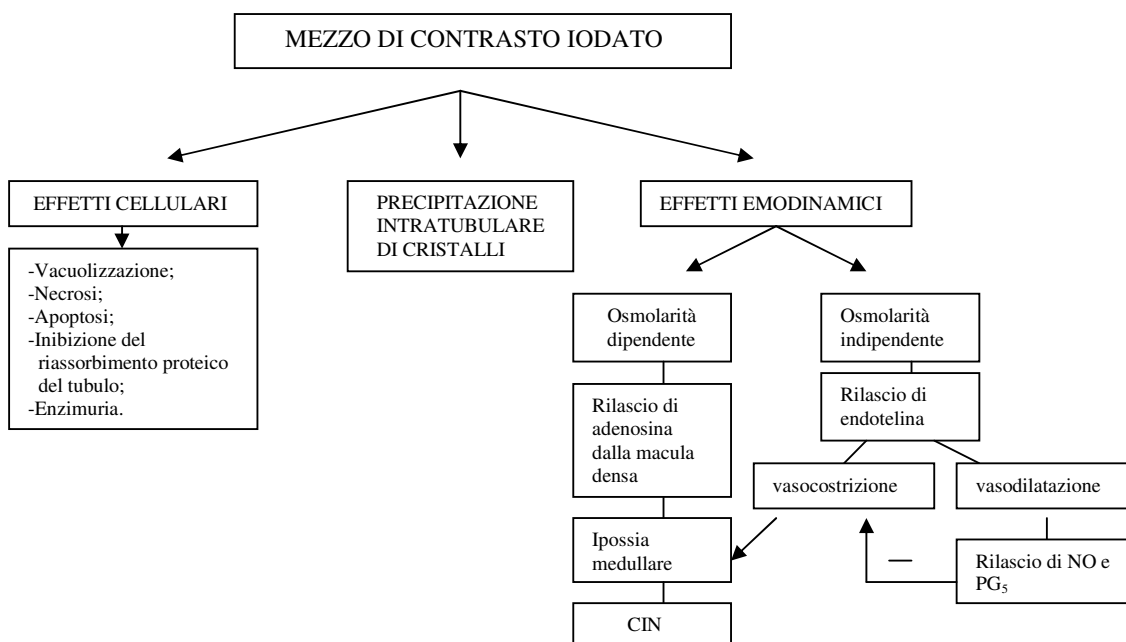 MEZZO DI CONTRASTO IODATO
EFFETTI CELLULARI
-Vacuolizzazione;
-Necrosi;
-Apoptosi;
-Inibizione del
riassorbimento proteico
del tubulo;
-Enzimuria.
PRECIPITAZIONE
INTRATUBULARE
DI CRISTALLI
EFFETTI EMODINAMICI
Osmolarità
dipendente
Rilascio di
adenosina
dalla macula
densa
Ipossia
medullare
CIN
Osmolarità
indipendente
Rilascio di
endotelina
vasocostrizione
vasodilatazione
Rilascio di NO e
PG₅